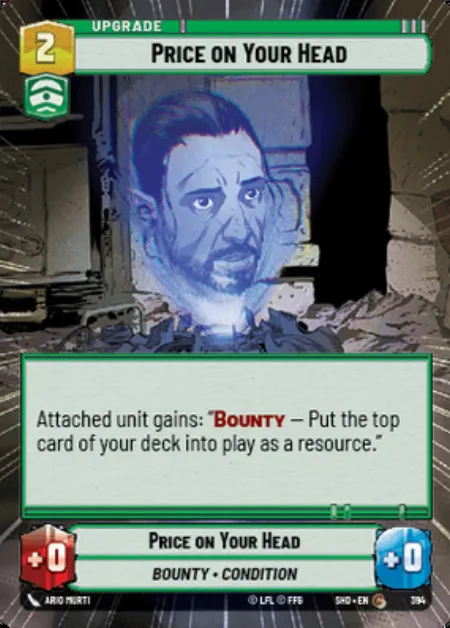 UPGRADE
2
PRICE ON YOUR HEAD
Attached unit gains: “BOUNTY – Put the top
card of your deck into play as a resource.”
+0
PRICE ON YOUR HEAD
+0
BOUNTY • CONDITION
ARIO MURTI
© LFL © FFG
SHD • EN
394